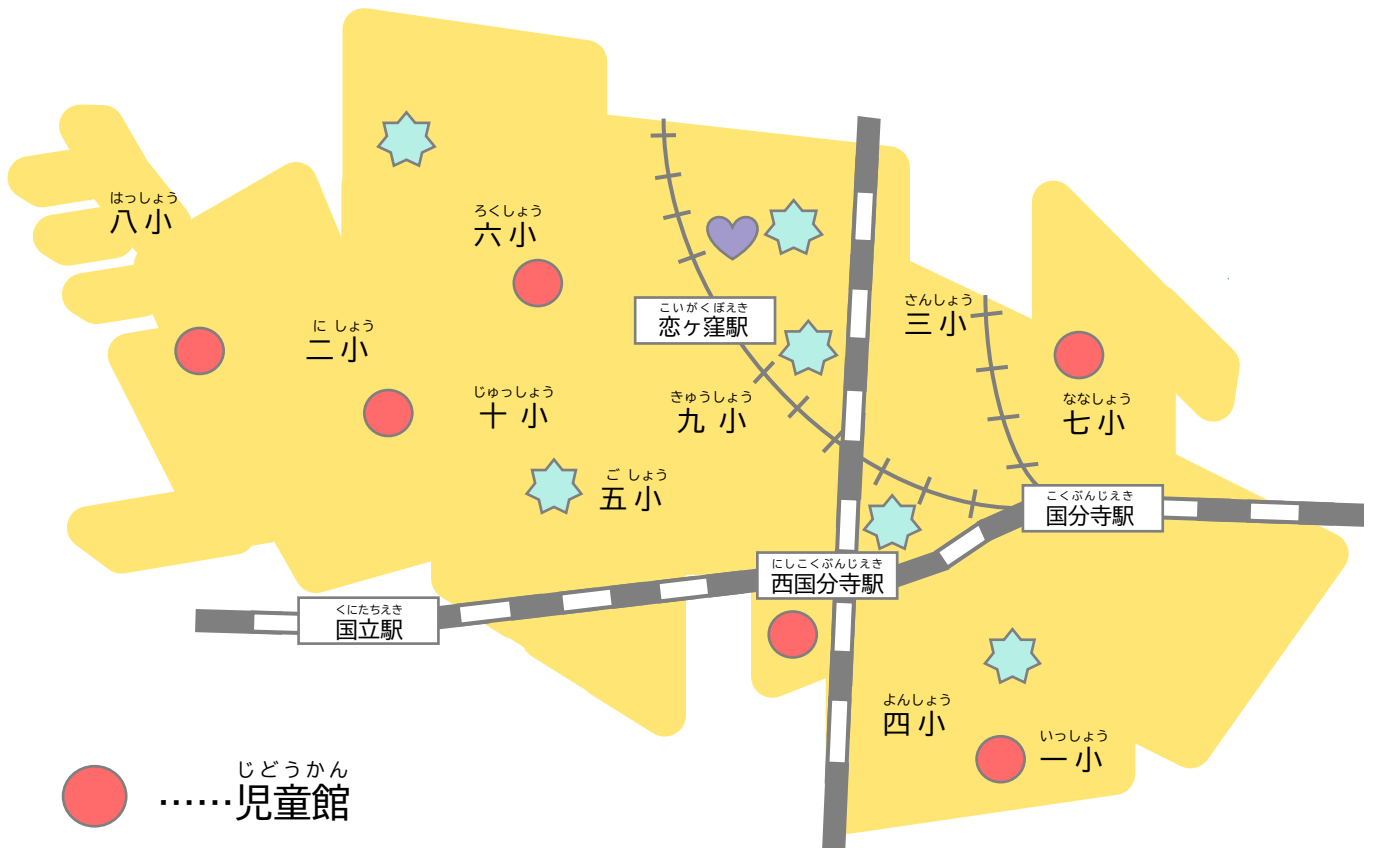 はっしょう
八小
ろくしょう
六小
さんしょう
三小
こいがくぼえき
恋ヶ窪駅
に しょう
二小
じゅっしょう
十小
きゅうしょう
九小
ななしょう
七小
ご しょう
五小
こくぶんじえき
国分寺駅
にしこくぶんじえき
西国分寺駅
くにたちえき
国立駅
よんしょう
四小
いっしょう
一小
じどうかん
……児童館